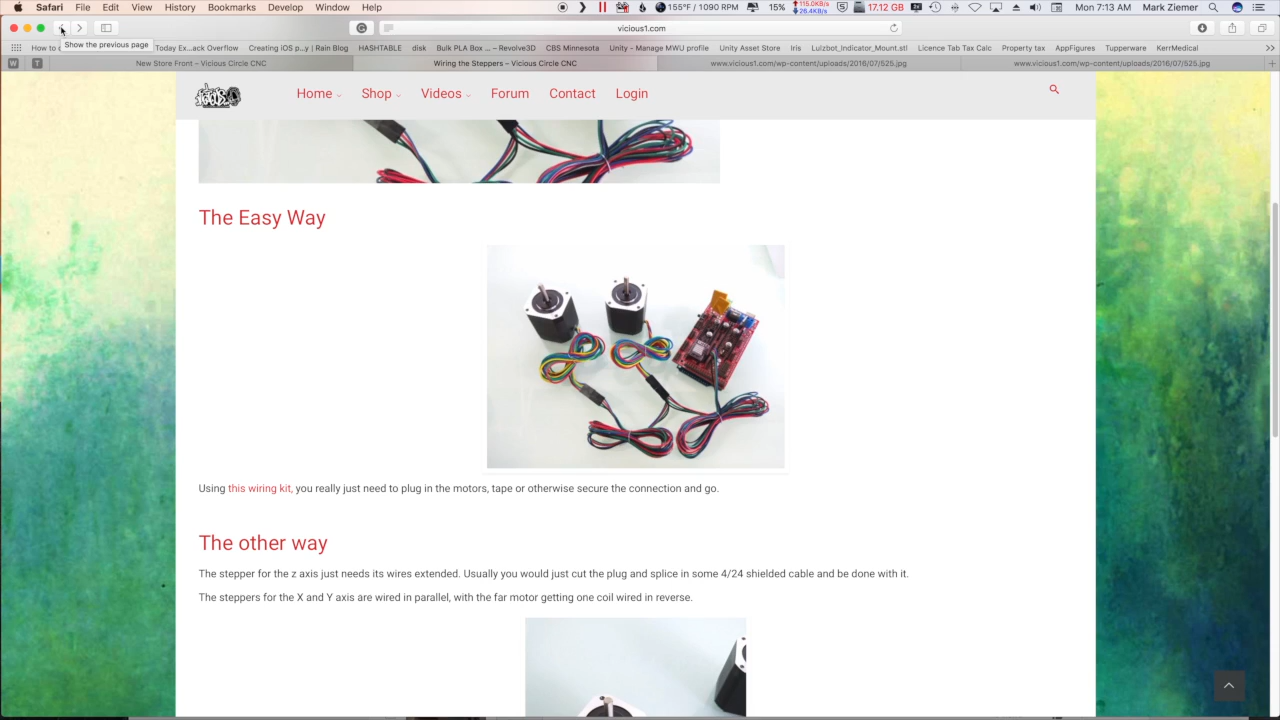 Safari File Edit View History Bookmarks Develop Window Help
155°F / 1090 RPM 15% 115.0KB/s 26.4KB/s 17.12 GB Mon 7:13 AM Mark Ziemer
vicious1.com
Show the previous page
How to
Today Ex...ack Overflow Creating iOS p...y | Rain Blog HASHTABLE disk Bulk PLA Box ... – Revolve3D CBS Minnesota Unity - Manage MWU profile Unity Asset Store Iris Lulzbot_Indicator_Mount.stl Licence Tab Tax Calc Property tax AppFigures Tupperware KerrMedical
W T New Store Front – Vicious Circle CNC Wiring the Steppers – Vicious Circle CNC www.vicious1.com/wp-content/uploads/2016/07/525.jpg www.vicious1.com/wp-content/uploads/2016/07/525.jpg
Home Shop Videos Forum Contact Login
The Easy Way
Using this wiring kit, you really just need to plug in the motors, tape or otherwise secure the connection and go.
The other way
The stepper for the z axis just needs its wires extended. Usually you would just cut the plug and splice in some 4/24 shielded cable and be done with it.
The steppers for the X and Y axis are wired in parallel, with the far motor getting one coil wired in reverse.